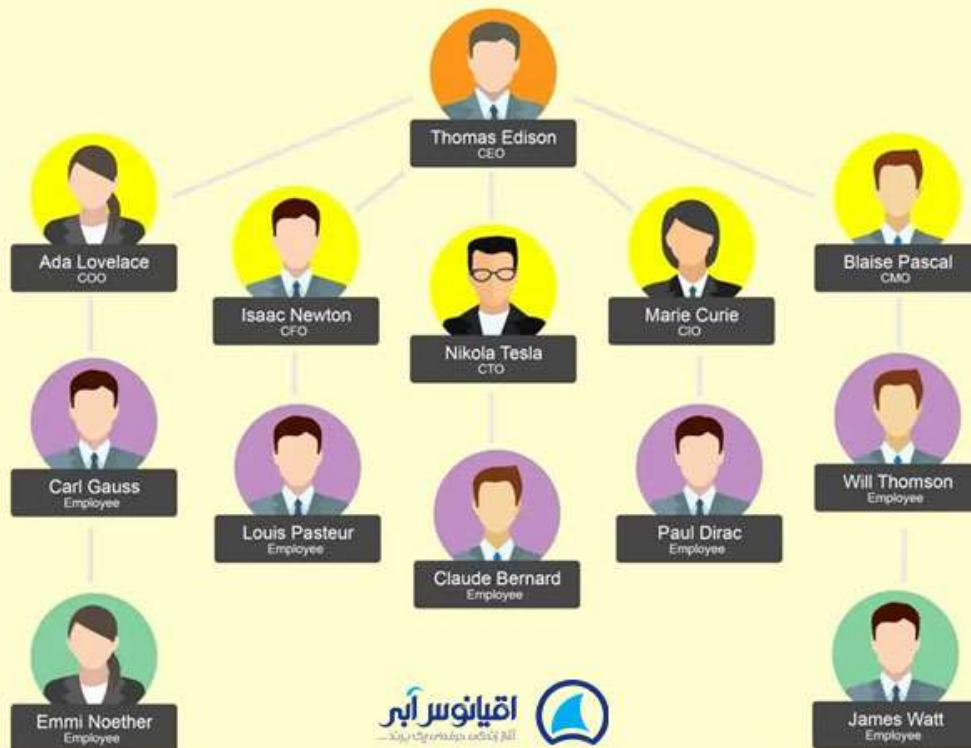 Thomas Edison
CEO
Ada Lovelace
COO
Isaac Newton
CFO
Nikola Tesla
CTO
Marie Curie
CIO
Blaise Pascal
CMO
Carl Gauss
Employee
Louis Pasteur
Employee
Claude Bernard
Employee
Paul Dirac
Employee
Will Thomson
Employee
Emmi Noether
Employee
James Watt
Employee
اقیانوس آبی